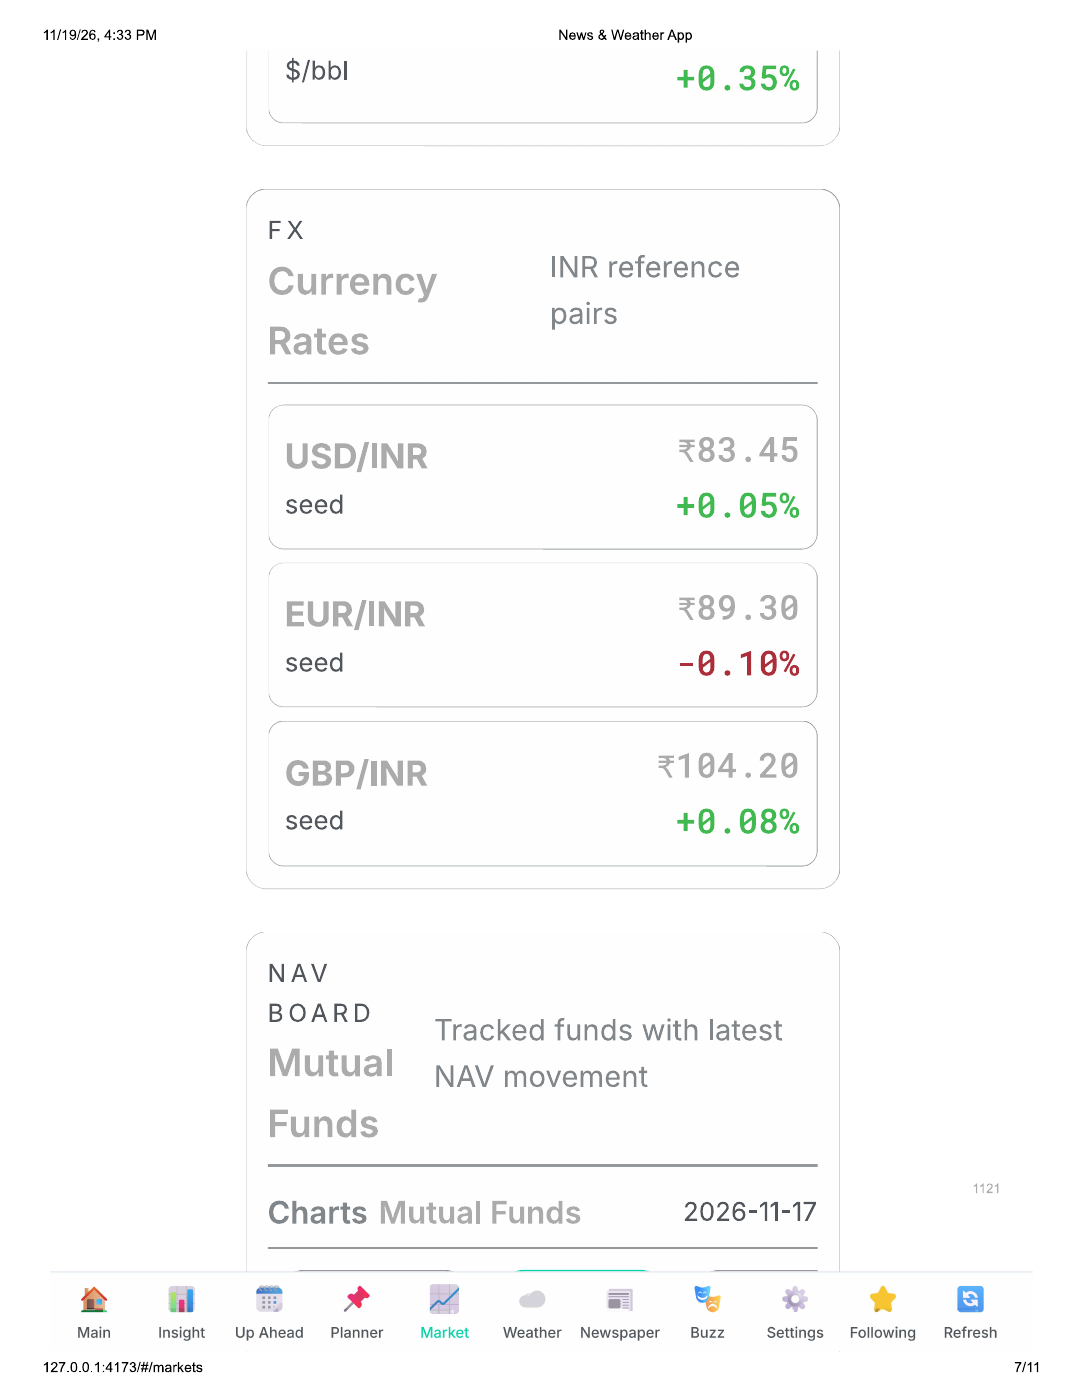 11/19/26, 4:33 PM News & Weather App
$/bbl +0.35%
FX
Currency
Rates
INR reference
pairs
USD/INR ₹83.45
seed +0.05%
EUR/INR ₹89.30
seed -0.10%
GBP/INR ₹104.20
seed +0.08%
NAV
BOARD
Mutual
Funds
Tracked funds with latest
NAV movement
1121
Charts Mutual Funds 2026-11-17
Main Insight Up Ahead Planner Market Weather Newspaper Buzz Settings Following Refresh
127.0.0.1:4173/#/markets 7/11